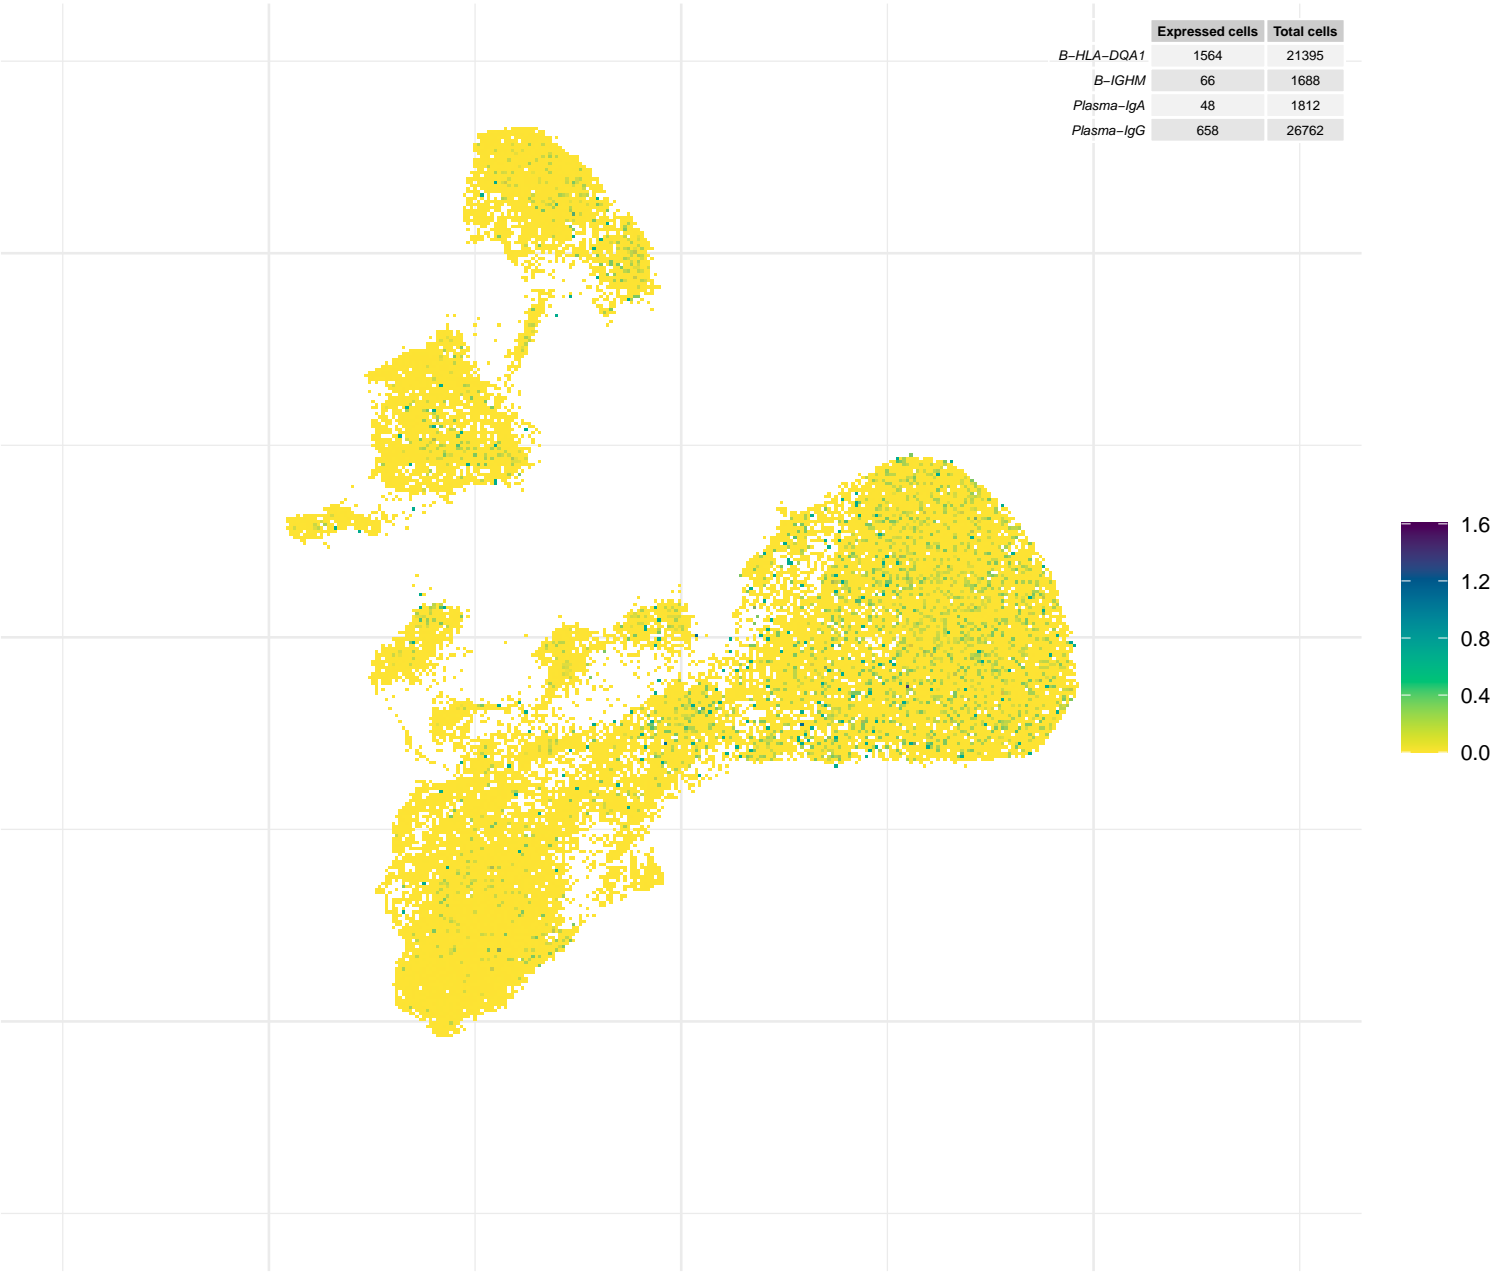 Expressed cells Total cells
B−HLA−DQA1 1564 21395
B−IGHM 66 1688
Plasma−IgA 48 1812
Plasma−IgG 658 26762
1.6
1.2
0.8
0.4
0.0